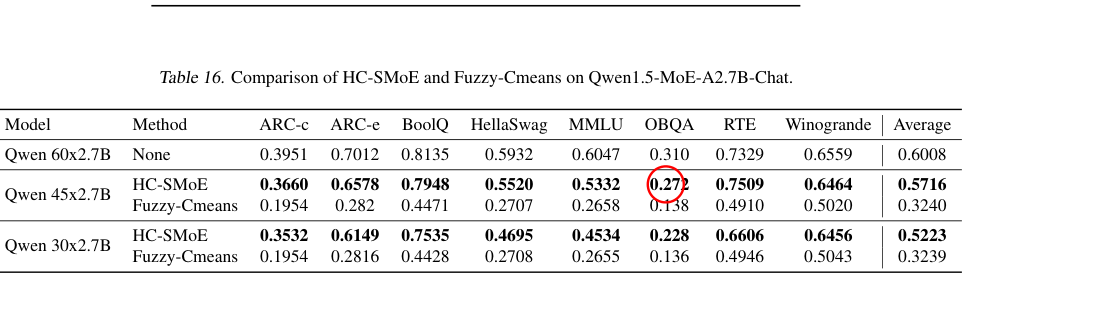 Table 16. Comparison of HC-SMoE and Fuzzy-Cmeans on Qwen1.5-MoE-A2.7B-Chat.
Model Method ARC-c ARC-e BoolQ HellaSwag MMLU OBQA RTE Winogrande Average
Qwen 60x2.7B None 0.3951 0.7012 0.8135 0.5932 0.6047 0.310 0.7329 0.6559 0.6008
Qwen 45x2.7B HC-SMoE 0.3660 0.6578 0.7948 0.5520 0.5332 0.272 0.7509 0.6464 0.5716
Fuzzy-Cmeans 0.1954 0.282 0.4471 0.2707 0.2658 0.138 0.4910 0.5020 0.3240
Qwen 30x2.7B HC-SMoE 0.3532 0.6149 0.7535 0.4695 0.4534 0.228 0.6606 0.6456 0.5223
Fuzzy-Cmeans 0.1954 0.2816 0.4428 0.2708 0.2655 0.136 0.4946 0.5043 0.3239